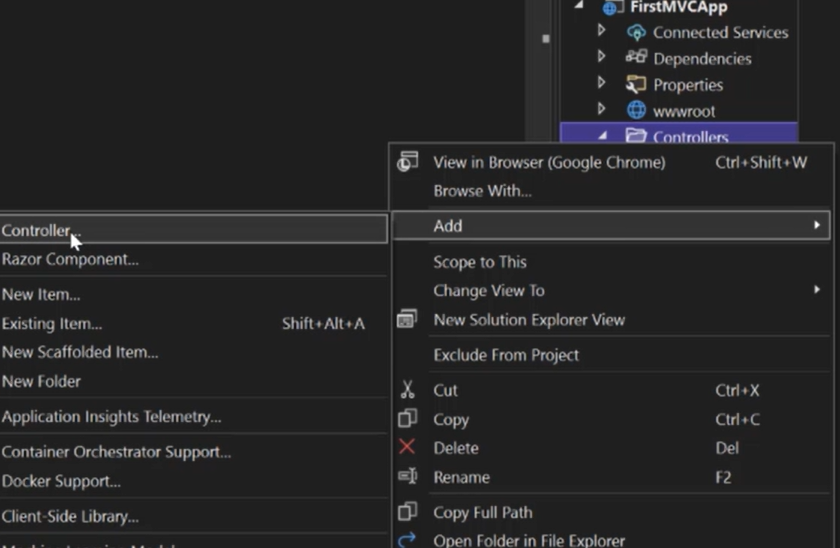 FirstMVCApp
Connected Services
Dependencies
Properties
wwwroot
Controllers
View in Browser (Google Chrome) Ctrl+Shift+W
Browse With...
Add
Scope to This
Change View To
New Solution Explorer View
Exclude From Project
Cut Ctrl+X
Copy Ctrl+C
Delete Del
Rename F2
Copy Full Path
Open Folder in File Explorer
Controller...
Razor Component...
New Item...
Existing Item... Shift+Alt+A
New Scaffolded Item...
New Folder
Application Insights Telemetry...
Container Orchestrator Support...
Docker Support...
Client-Side Library...